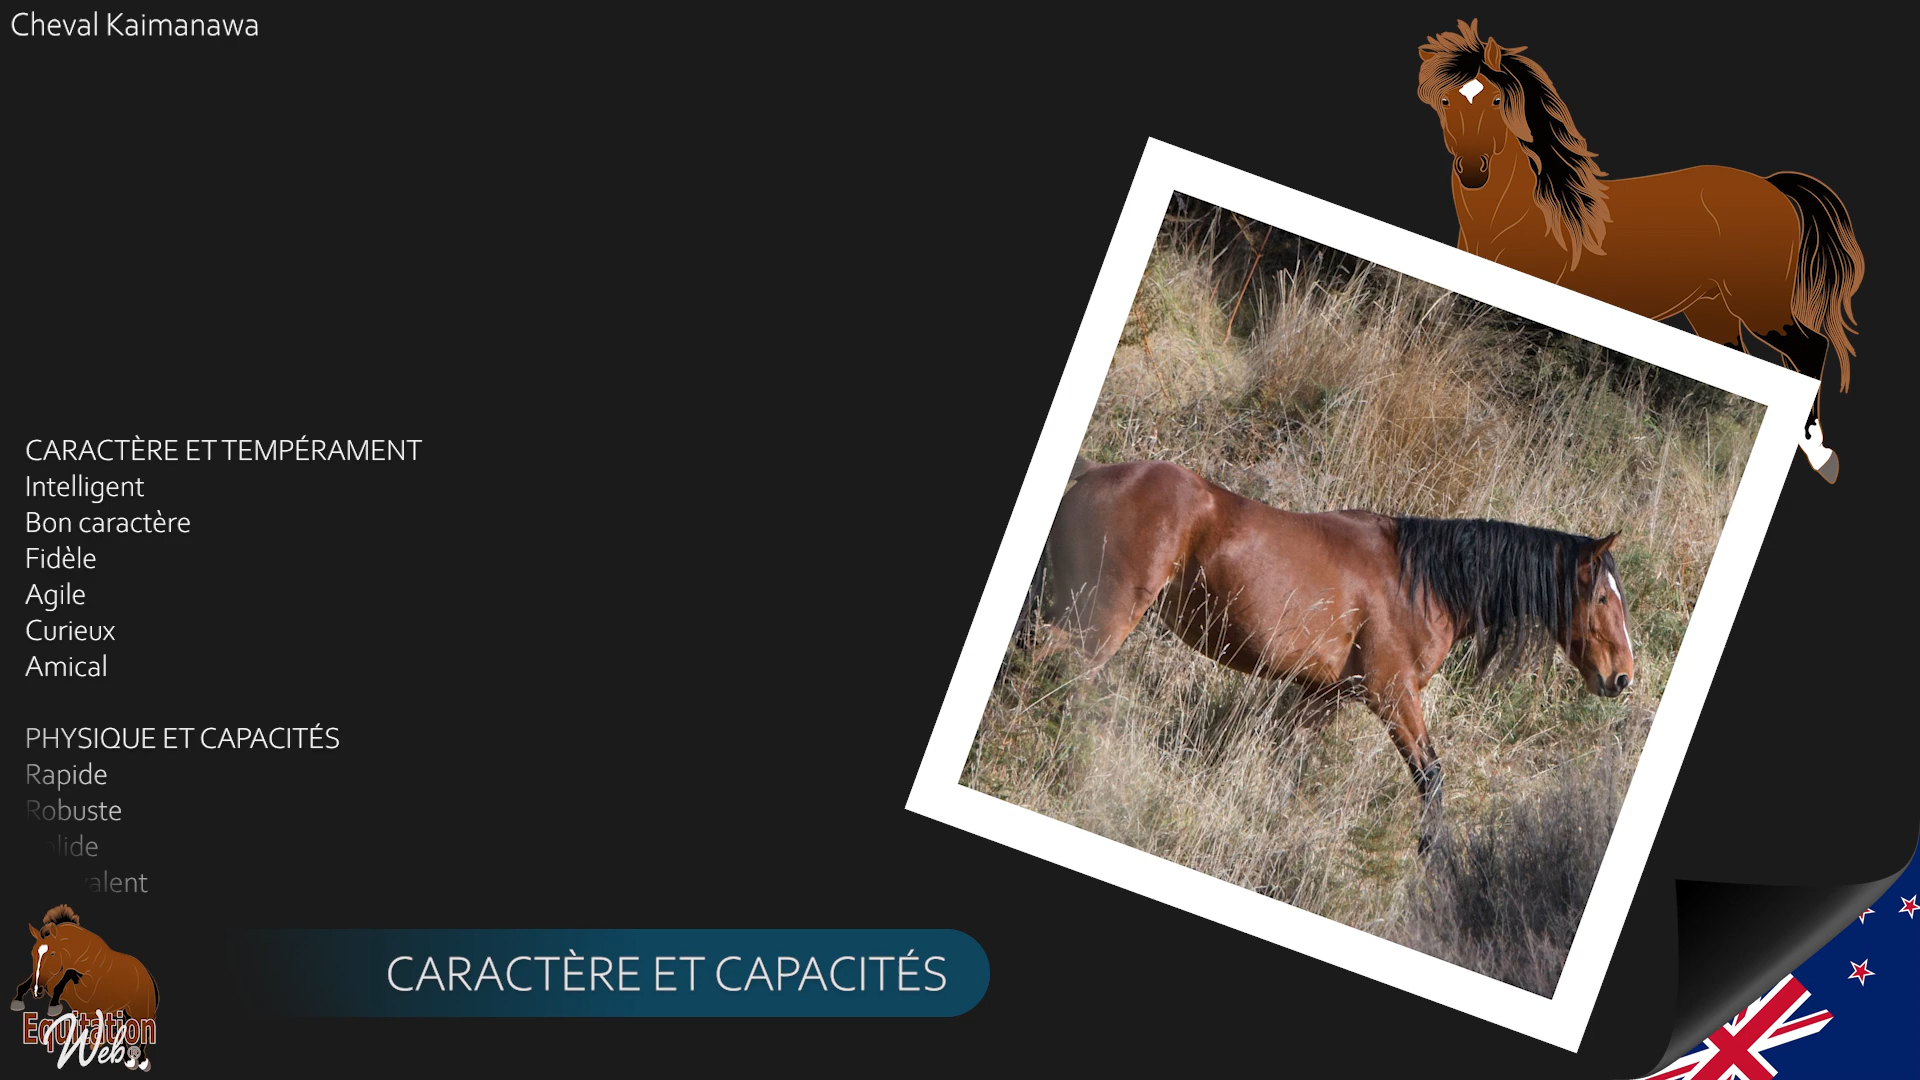 Cheval Kaimanawa
CARACTÈRE ET TEMPÉRAMENT
Intelligent
Bon caractère
Fidèle
Agile
Curieux
Amical
PHYSIQUE ET CAPACITÉS
Rapide
Robuste
CARACTÈRE ET CAPACITÉS
Equitation
Web